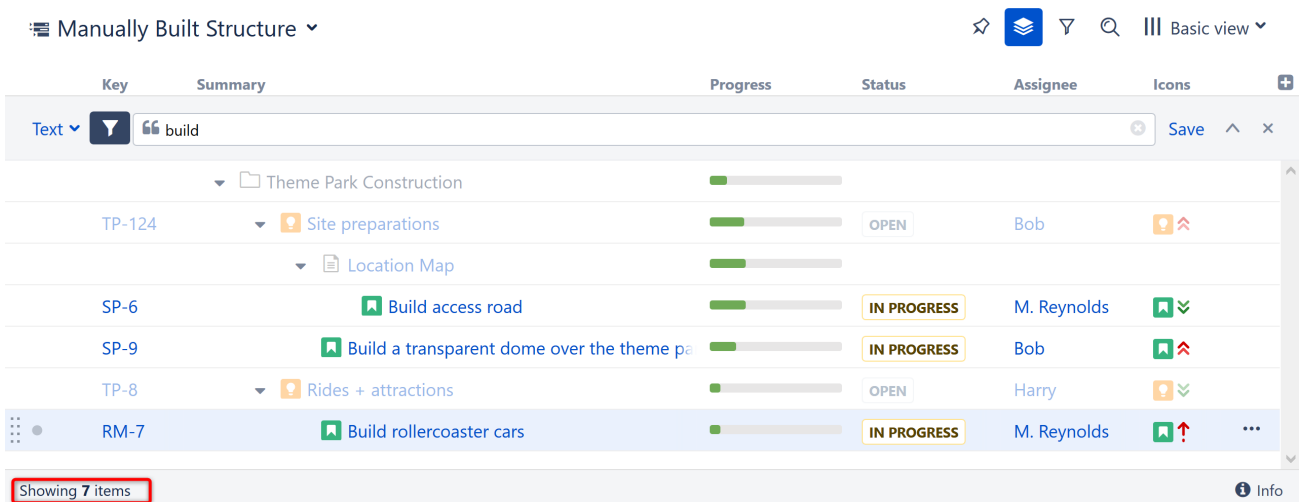 Manually Built Structure
Basic view
Key Summary Progress Status Assignee Icons
Text build Save
Theme Park Construction
TP-124 Site preparations OPEN Bob
Location Map
SP-6 Build access road IN PROGRESS M. Reynolds
SP-9 Build a transparent dome over the theme pa IN PROGRESS Bob
TP-8 Rides + attractions OPEN Harry
RM-7 Build rollercoaster cars IN PROGRESS M. Reynolds
Showing 7 items Info